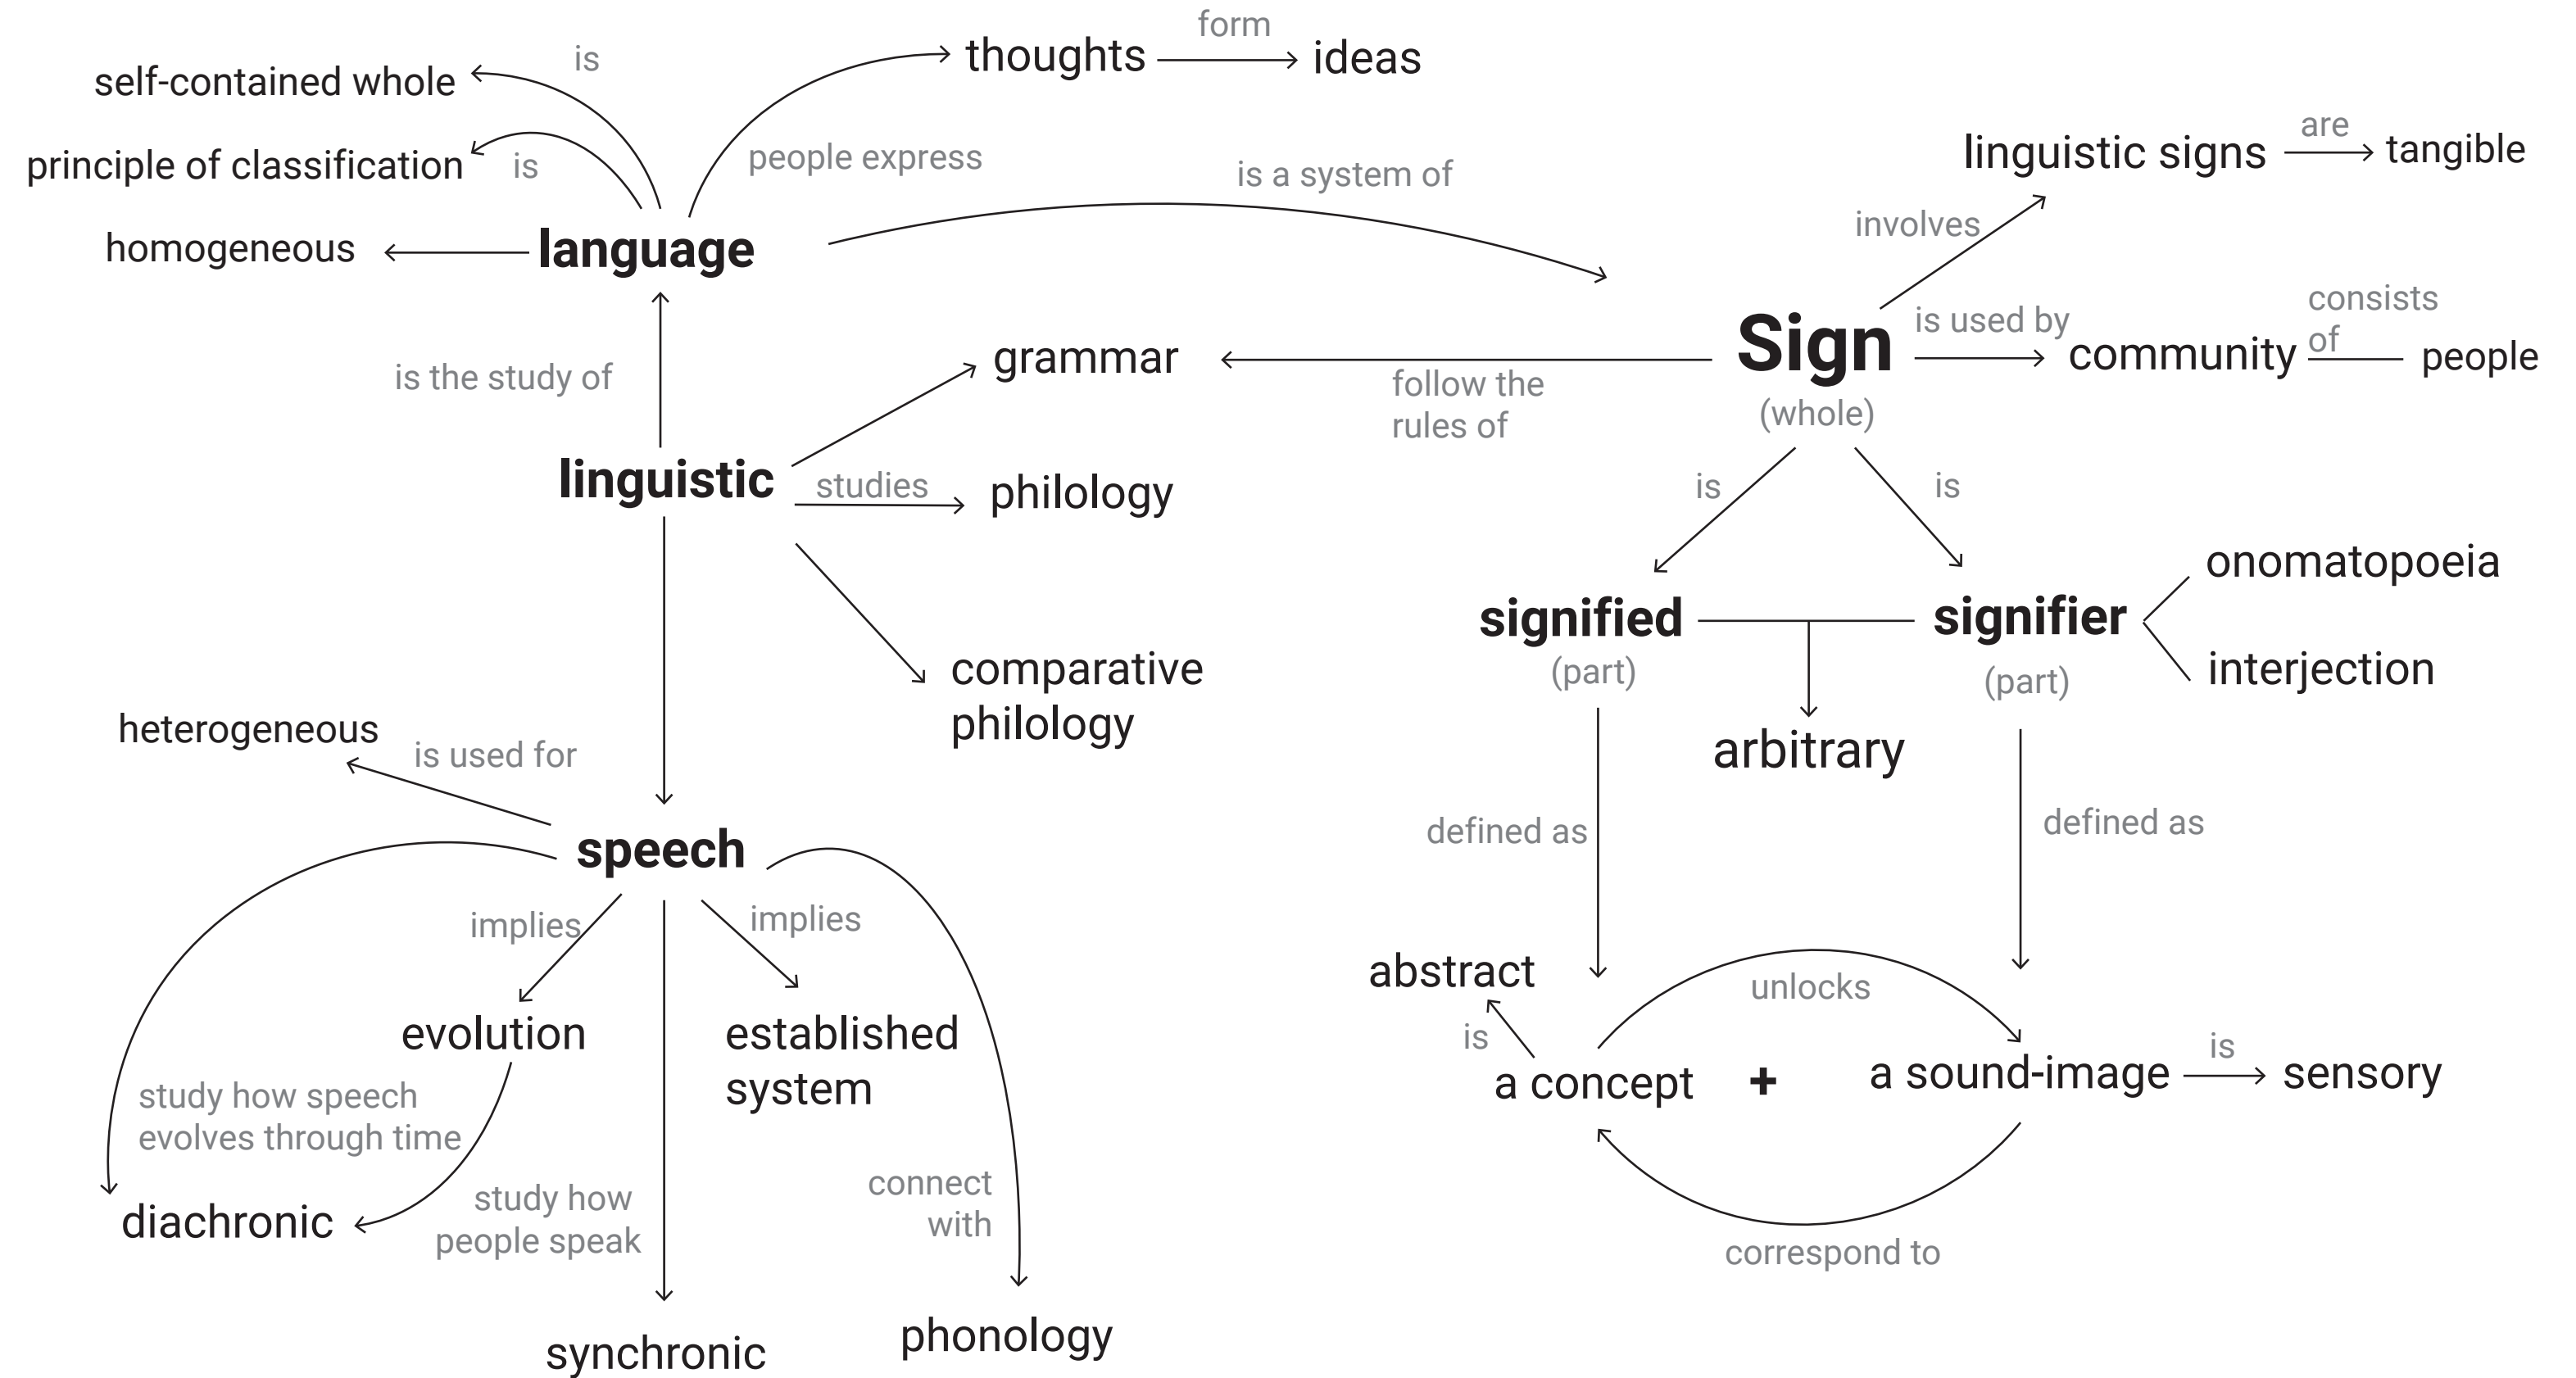 form
thoughts
ideas
is
self-contained whole
principle of classification
is
people express
is a system of
linguistic signs
are
tangible
involves
homogeneous
language
consists
of
Sign
is used by
community
people
(whole)
grammar
follow the
rules of
is the study of
linguistic
studies
philology
is
is
onomatopoeia
signified
signifier
(part)
(part)
interjection
comparative
philology
arbitrary
heterogeneous
is used for
defined as
defined as
speech
implies
implies
abstract
unlocks
is
evolution
established
system
a concept
+
a sound-image
is
sensory
study how speech
evolves through time
connect
with
study how
people speak
diachronic
correspond to
synchronic
phonology